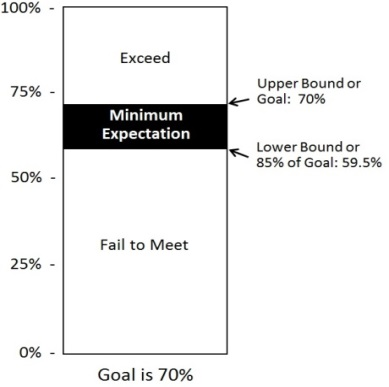 100% -
Exceed
Upper Bound or
Goal: 70%
75% -
Minimum
Expectation
Lower Bound or
85% of Goal: 59.5%
50% -
Fail to Meet
25% -
0% -
Goal is 70%